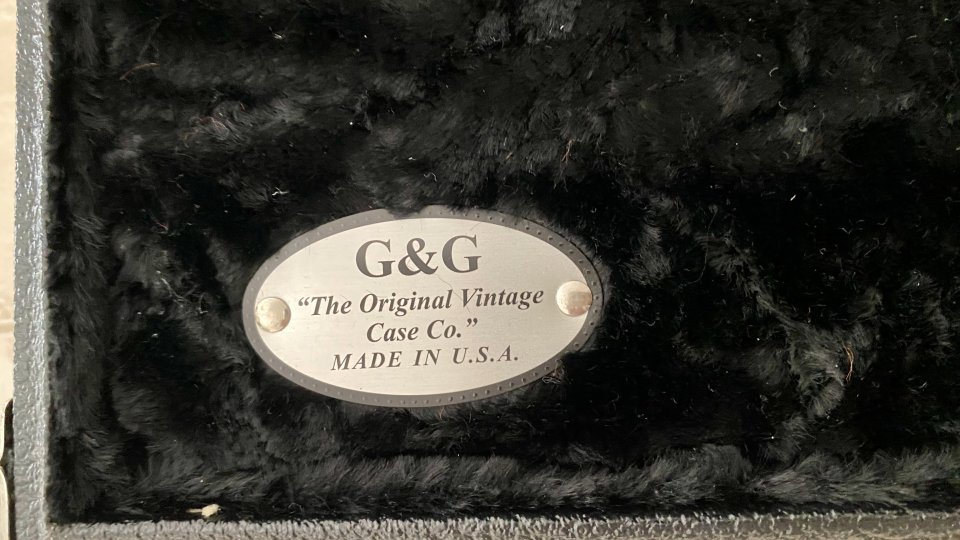 G&G
“The Original Vintage
Case Co.”
MADE IN U.S.A.